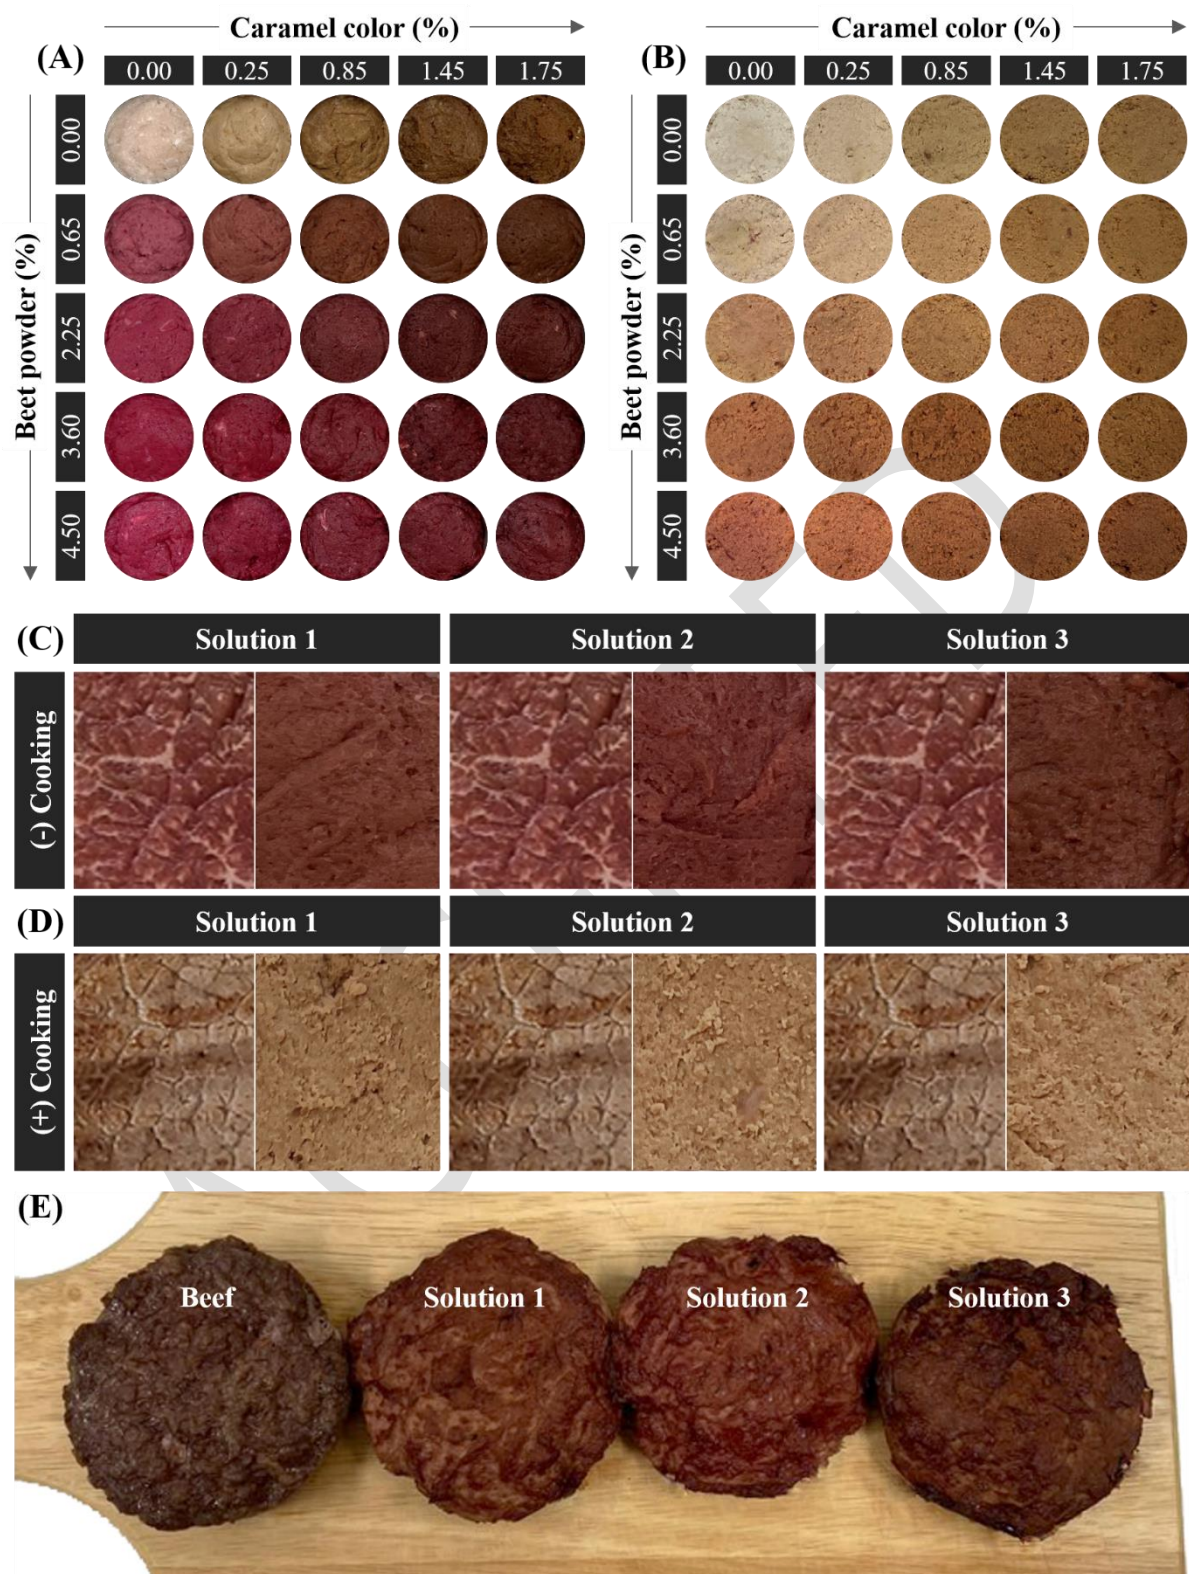 Caramel color (%)
(A)
0.00 0.25 0.85 1.45 1.75
Beet powder (%)
0.00
0.65
2.25
3.60
4.50
Caramel color (%)
(B)
0.00 0.25 0.85 1.45 1.75
Beet powder (%)
0.00
0.65
2.25
3.60
4.50
(C)
Solution 1 Solution 2 Solution 3
(-) Cooking
(D)
Solution 1 Solution 2 Solution 3
(+) Cooking
(E)
Beef Solution 1 Solution 2 Solution 3